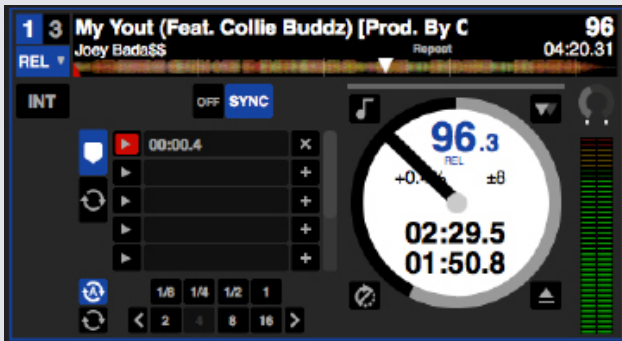 1 3 My Yout (Feat. Collie Buddz) [Prod. By C 96
REL Joey Bada$$ Repeat 04:20.31
INT OFF SYNC
96.3
REL
±8
00:00.4
02:29.5
01:50.8
1/8 1/4 1/2 1
2 4 8 16